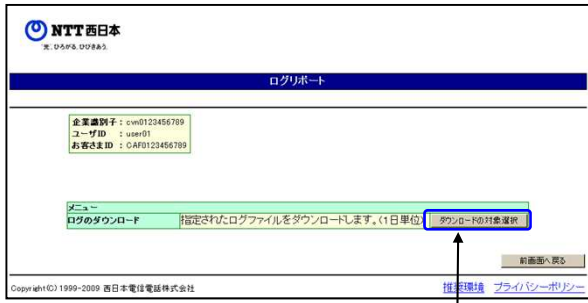 NTT西日本
光、ひろがる、ひびきあう。
ログリポート
企業識別子：cvn0123456789
ユーザID ：user01
お客さまID：CAF0123456789
メニュー
ログのダウンロード 指定されたログファイルをダウンロードします。(1日単位) ダウンロードの対象選択
前画面へ戻る
Copyright(C) 1999-2009 西日本電信電話株式会社 推奨環境 プライバシーポリシー